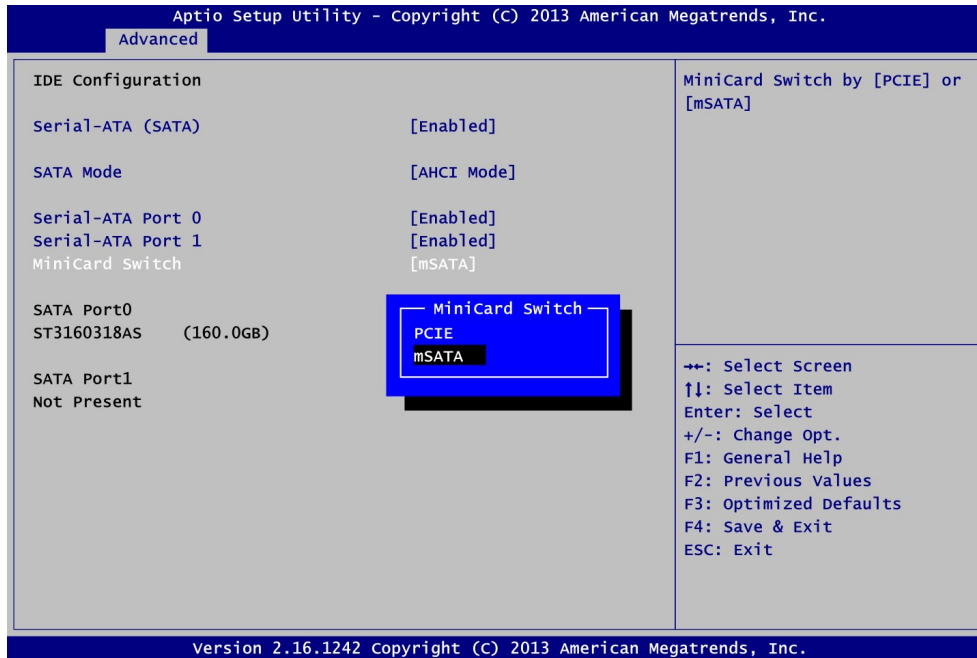 Aptio Setup Utility – Copyright (C) 2013 American Megatrends, Inc.
Advanced
IDE Configuration
Serial-ATA (SATA) [Enabled]
SATA Mode [AHCI Mode]
Serial-ATA Port 0 [Enabled]
Serial-ATA Port 1 [Enabled]
MiniCard Switch [mSATA]
SATA Port0
ST3160318AS (160.0GB)
SATA Port1
Not Present
MiniCard Switch
PCIE
mSATA
MiniCard Switch by [PCIE] or
[mSATA]
→←: Select Screen
↑↓: Select Item
Enter: Select
+/-: Change Opt.
F1: General Help
F2: Previous Values
F3: Optimized Defaults
F4: Save & Exit
ESC: Exit
Version 2.16.1242 Copyright (C) 2013 American Megatrends, Inc.